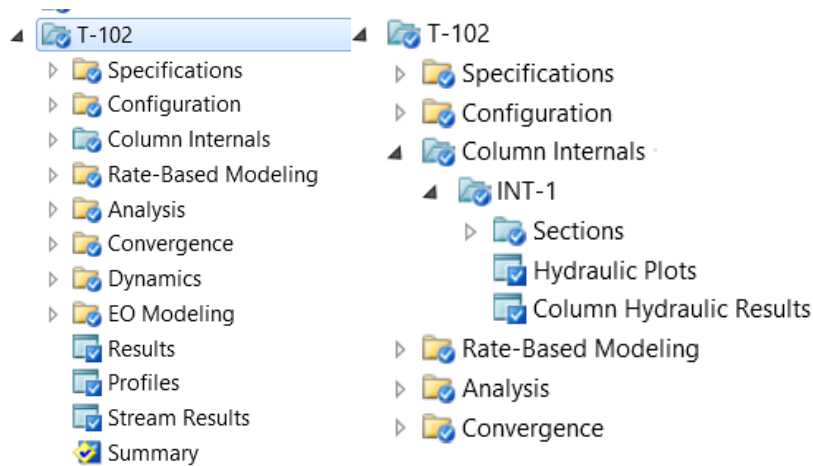 T-102
Specifications
Configuration
Column Internals
Rate-Based Modeling
Analysis
Convergence
Dynamics
EO Modeling
Results
Profiles
Stream Results
Summary
T-102
Specifications
Configuration
Column Internals
INT-1
Sections
Hydraulic Plots
Column Hydraulic Results
Rate-Based Modeling
Analysis
Convergence